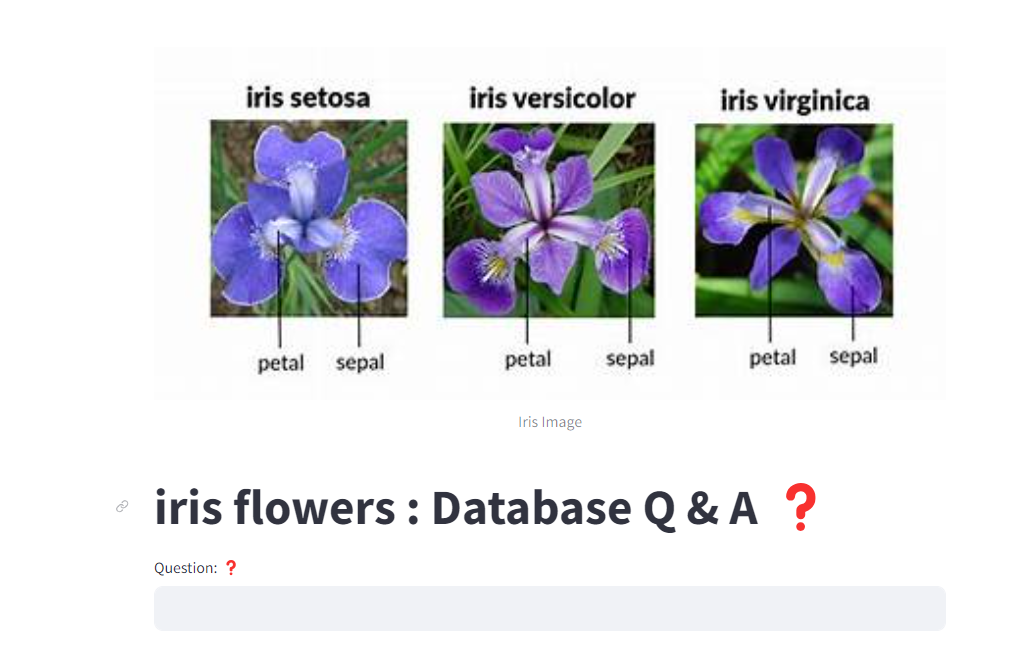 iris setosa iris versicolor iris virginica
petal sepal petal sepal petal sepal
Iris Image
iris flowers : Database Q & A ❓
Question: ❓